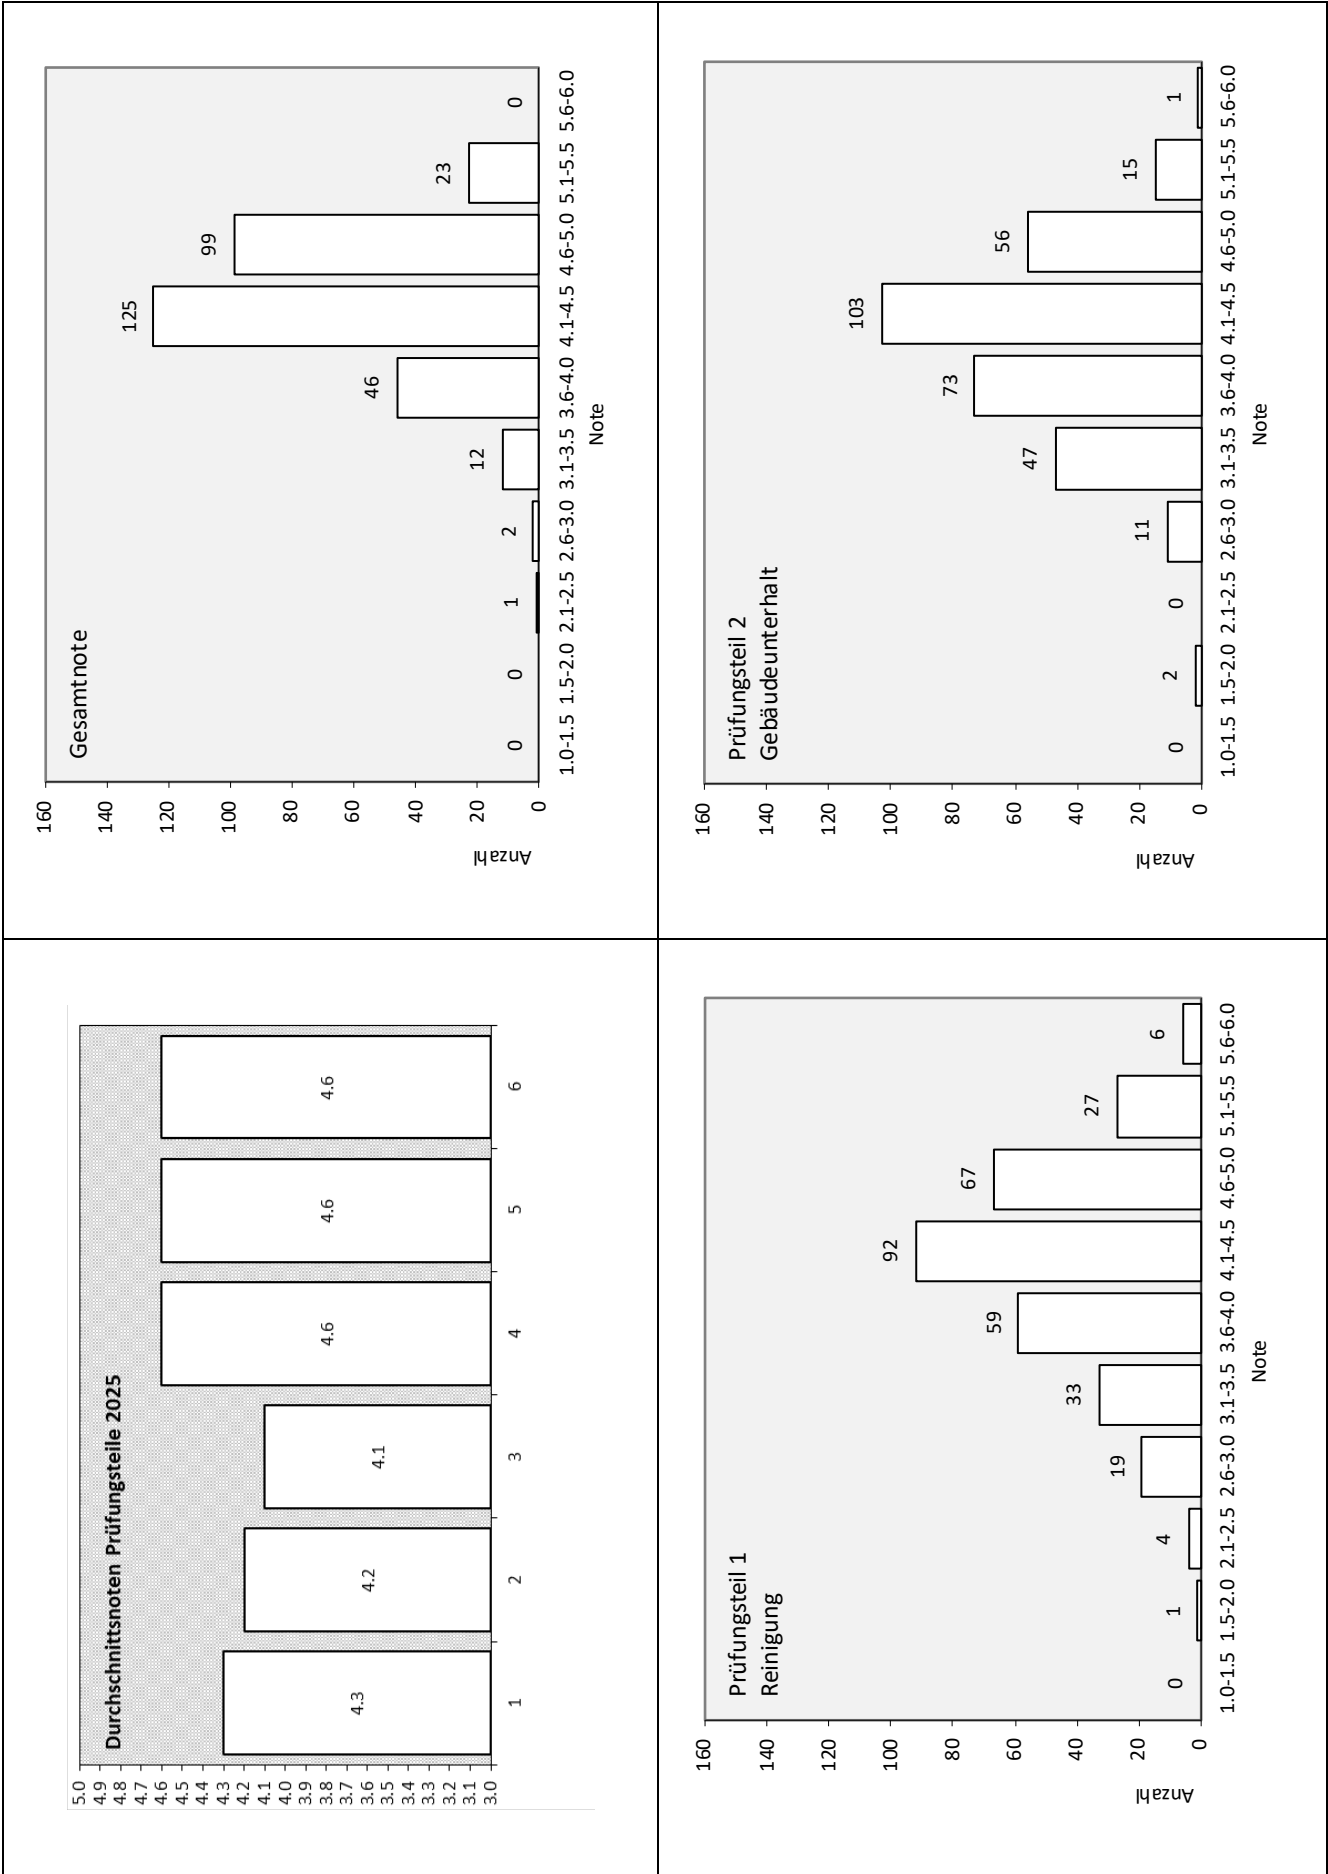 Durchschnittsnoten Prüfungsteile 2025
5.0
4.9
4.8
4.7
4.6
4.5
4.4
4.3
4.2
4.1
4.0
3.9
3.8
3.7
3.6
3.5
3.4
3.3
3.2
3.1
3.0
4.3 4.2 4.1 4.6 4.6 4.6
1 2 3 4 5 6
Gesamtnote
Anzahl
160
140
120
100
80
60
40
20
0
0 0 1 2 12 46 125 99 23 0
1.0-1.5 1.5-2.0 2.1-2.5 2.6-3.0 3.1-3.5 3.6-4.0 4.1-4.5 4.6-5.0 5.1-5.5 5.6-6.0
Note
Prüfungsteil 1
Reinigung
Anzahl
160
140
120
100
80
60
40
20
0
0 1 4 19 33 59 92 67 27 6
1.0-1.5 1.5-2.0 2.1-2.5 2.6-3.0 3.1-3.5 3.6-4.0 4.1-4.5 4.6-5.0 5.1-5.5 5.6-6.0
Note
Prüfungsteil 2
Gebäudeunterhalt
Anzahl
160
140
120
100
80
60
40
20
0
0 2 0 11 47 73 103 56 15 1
1.0-1.5 1.5-2.0 2.1-2.5 2.6-3.0 3.1-3.5 3.6-4.0 4.1-4.5 4.6-5.0 5.1-5.5 5.6-6.0
Note